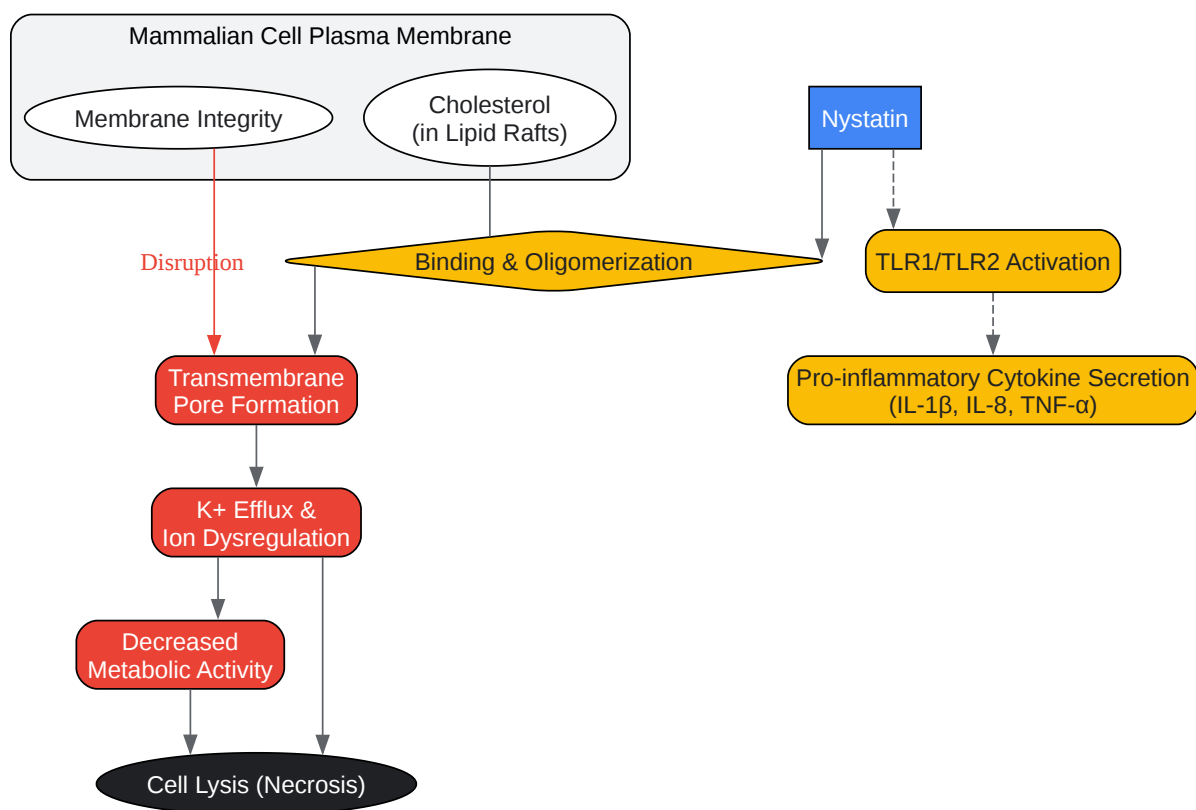 Mammalian Cell Plasma Membrane
Membrane Integrity
Cholesterol
(in Lipid Rafts)
Nystatin
Disruption
Binding & Oligomerization
TLR1/TLR2 Activation
Transmembrane
Pore Formation
Pro-inflammatory Cytokine Secretion
(IL-1β, IL-8, TNF-α)
K+ Efflux &
Ion Dysregulation
Decreased
Metabolic Activity
Cell Lysis (Necrosis)